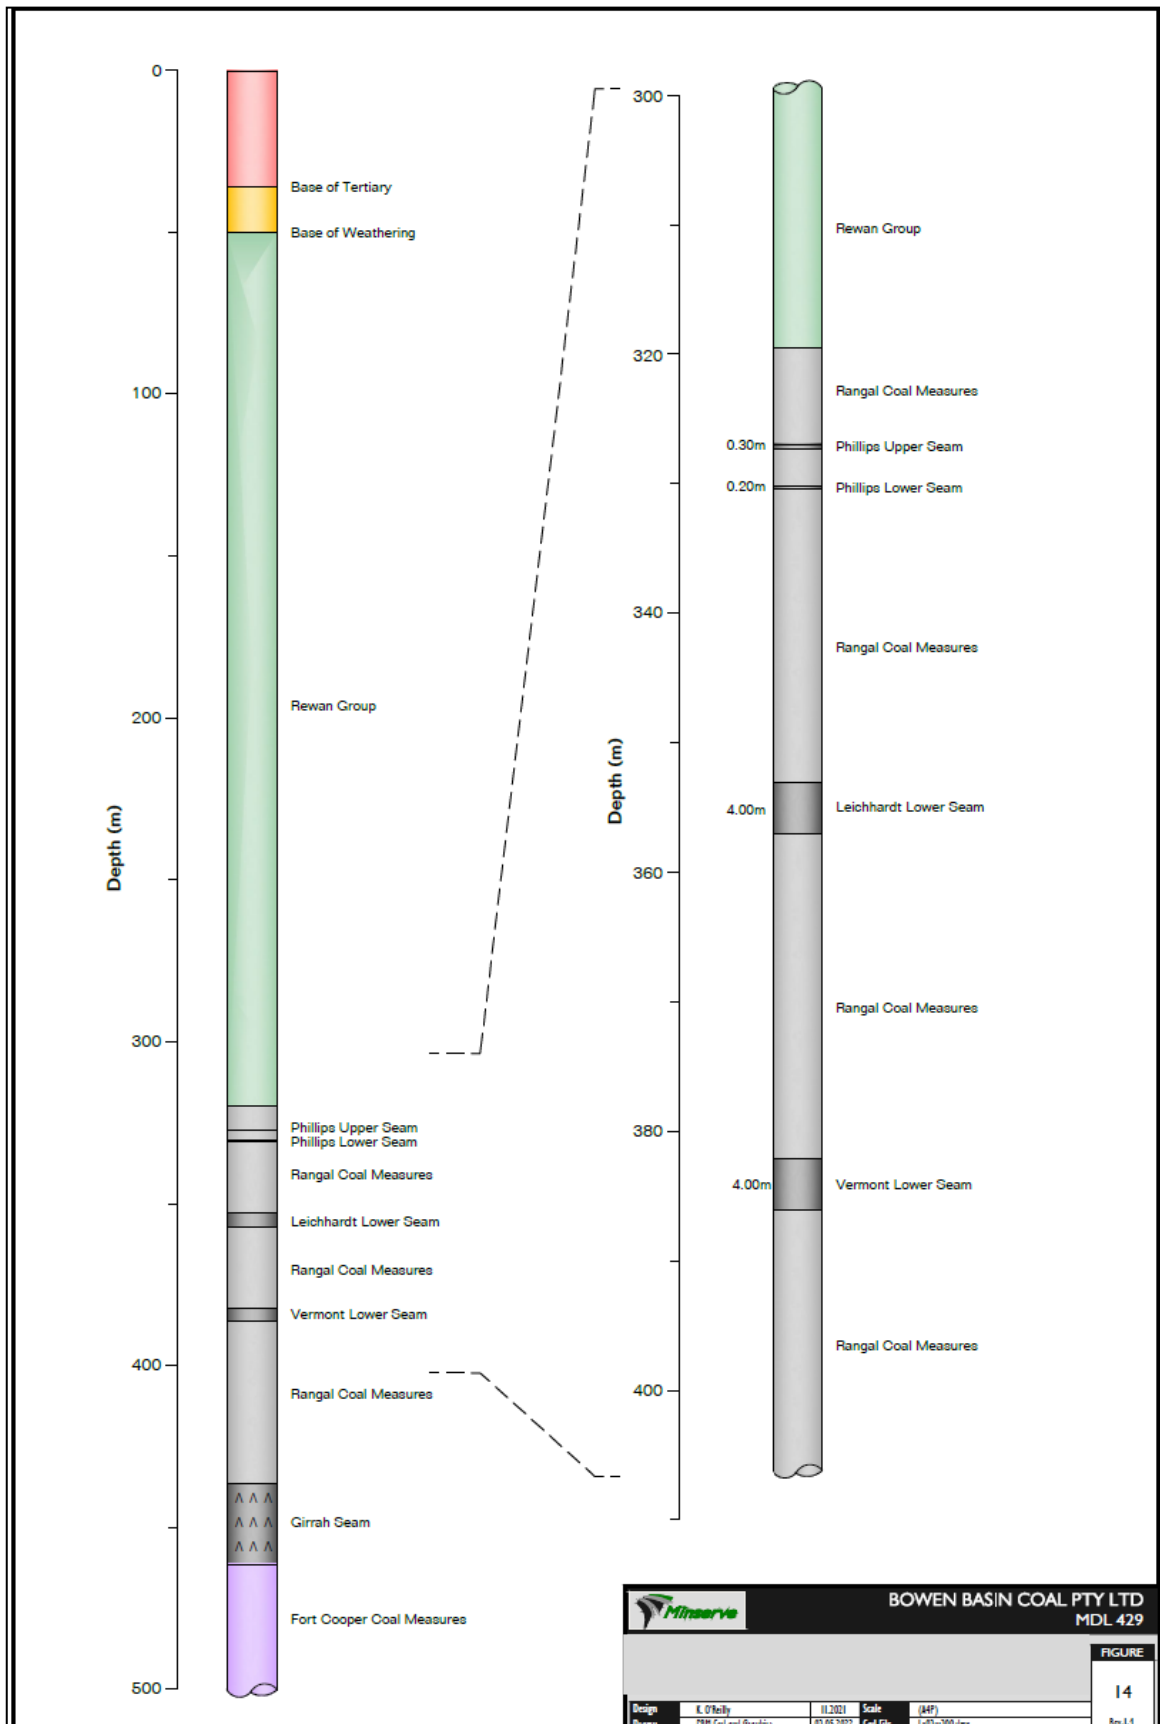 0
Base of Tertiary
Base of Weathering
100
200
Rewan Group
Depth (m)
300
Phillips Upper Seam
Phillips Lower Seam
Rangal Coal Measures
Leichhardt Lower Seam
Rangal Coal Measures
Vermont Lower Seam
400
Rangal Coal Measures
^ ^ ^
^ ^ ^
^ ^ ^
Girrah Seam
Fort Cooper Coal Measures
500
300
Rewan Group
320
Rangal Coal Measures
0.30m Phillips Upper Seam
0.20m Phillips Lower Seam
340
Rangal Coal Measures
Depth (m)
4.00m Leichhardt Lower Seam
360
Rangal Coal Measures
380
4.00m Vermont Lower Seam
Rangal Coal Measures
400
Minserve
BOWEN BASIN COAL PTY LTD
MDL 429
FIGURE
14
Design K. O'Reilly 11.2021 Scale (A4P)